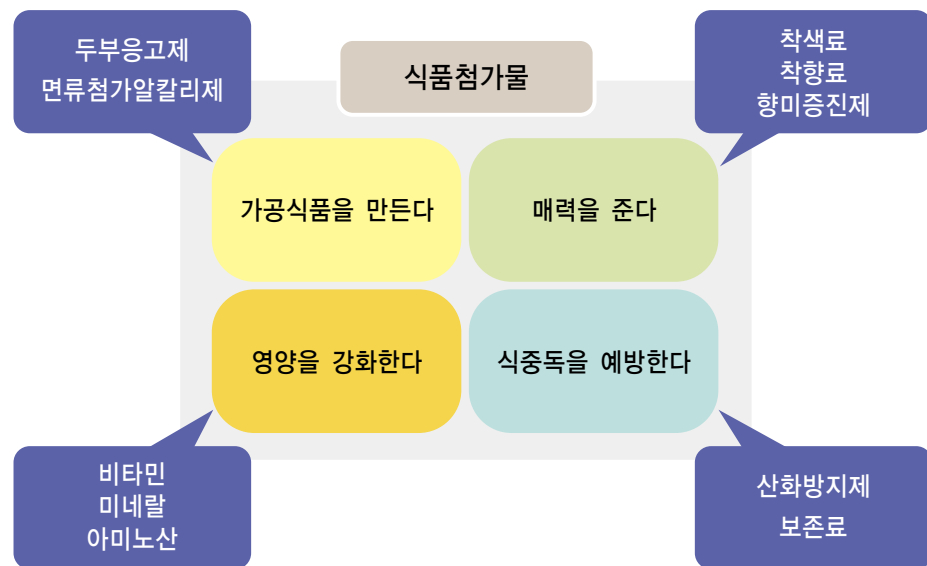 식품첨가물
두부응고제
면류첨가알칼리제
착색료
착향료
향미증진제
가공식품을 만든다
매력을 준다
영양을 강화한다
식중독을 예방한다
비타민
미네랄
아미노산
산화방지제
보존료